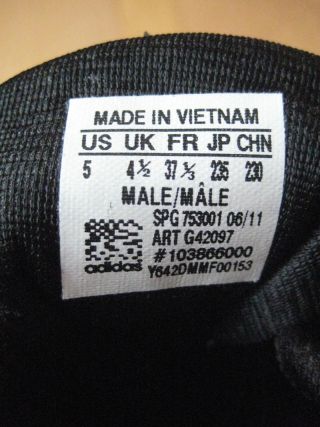 MADE IN VIETNAM
US UK FR JP CHN
5 4½ 37⅓ 235 230
MALE/MÂLE
SPG 753001 06/11
ART G42097
#103866000
adidas Y642DMMF00153